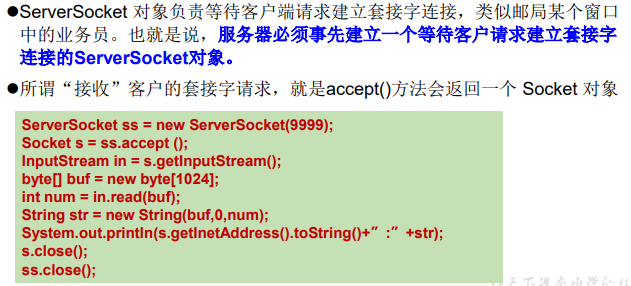 ●ServerSocket 对象负责等待客户端请求建立套接字连接，类似邮局某个窗口
中的业务员。也就是说，服务器必须事先建立一个等待客户请求建立套接字
连接的ServerSocket对象。
●所谓“接收”客户的套接字请求，就是accept()方法会返回一个 Socket 对象
ServerSocket ss = new ServerSocket(9999);
Socket s = ss.accept ();
InputStream in = s.getInputStream();
byte[] buf = new byte[1024];
int num = in.read(buf);
String str = new String(buf,0,num);
System.out.println(s.getInetAddress().toString()+” :” +str);
s.close();
ss.close();